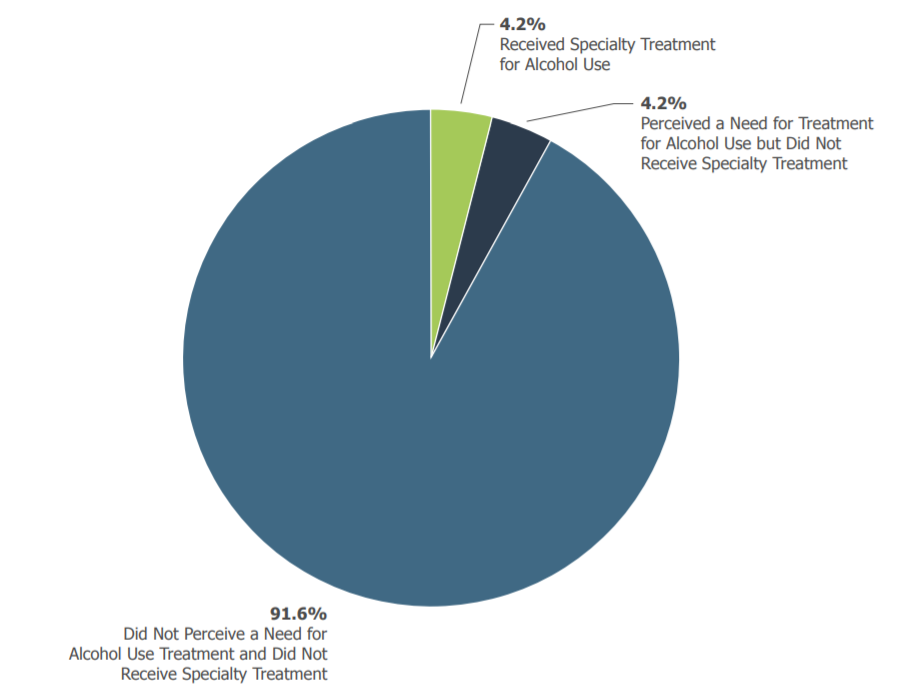 4.2%
Received Specialty Treatment
for Alcohol Use
4.2%
Perceived a Need for Treatment
for Alcohol Use but Did Not
Receive Specialty Treatment
91.6%
Did Not Perceive a Need for
Alcohol Use Treatment and Did Not
Receive Specialty Treatment